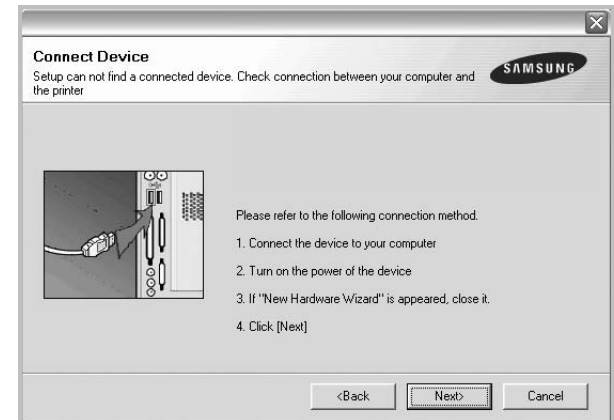 Connect Device
Setup can not find a connected device. Check connection between your computer and
the printer
SAMSUNG
Please refer to the following connection method.
1. Connect the device to your computer
2. Turn on the power of the device
3. If "New Hardware Wizard" is appeared, close it.
4. Click [Next]
<Back
Next>
Cancel